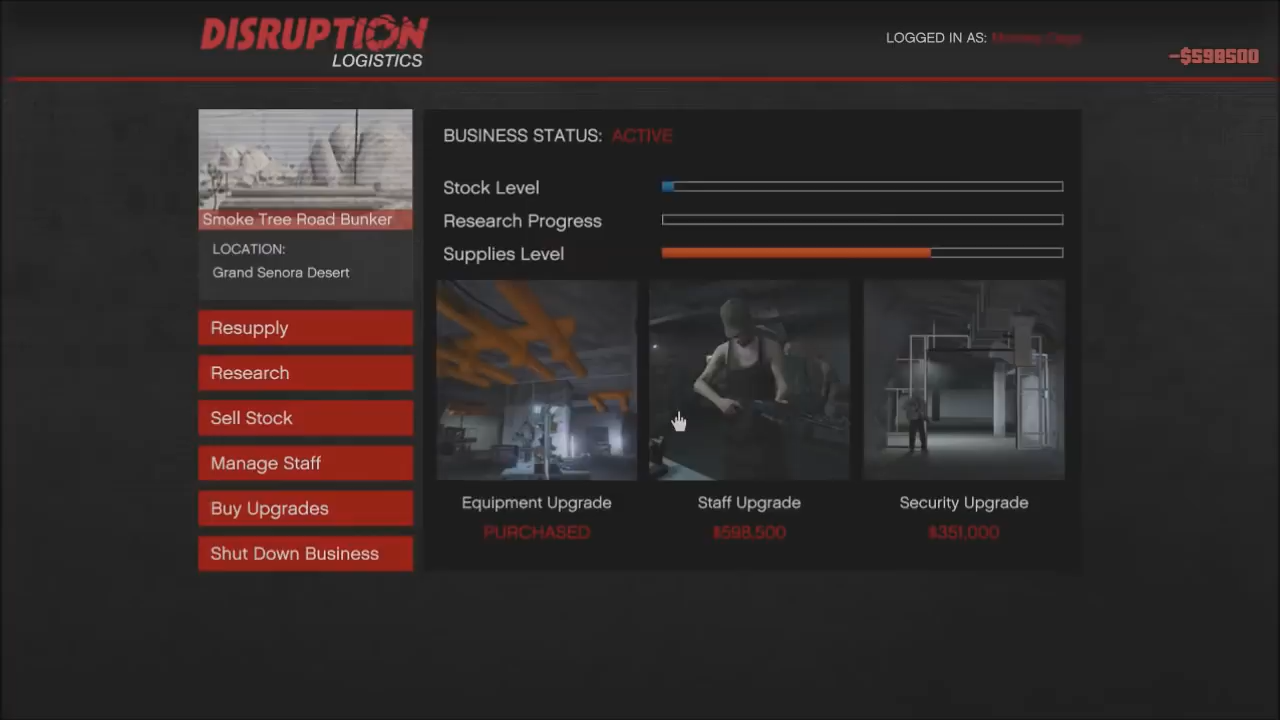 DISRUPTION
LOGISTICS
LOGGED IN AS:
-$598500
Smoke Tree Road Bunker
LOCATION:
Grand Senora Desert
Resupply
Research
Sell Stock
Manage Staff
Buy Upgrades
Shut Down Business
BUSINESS STATUS: ACTIVE
Stock Level
Research Progress
Supplies Level
Equipment Upgrade
PURCHASED
Staff Upgrade
$598,500
Security Upgrade
$351,000